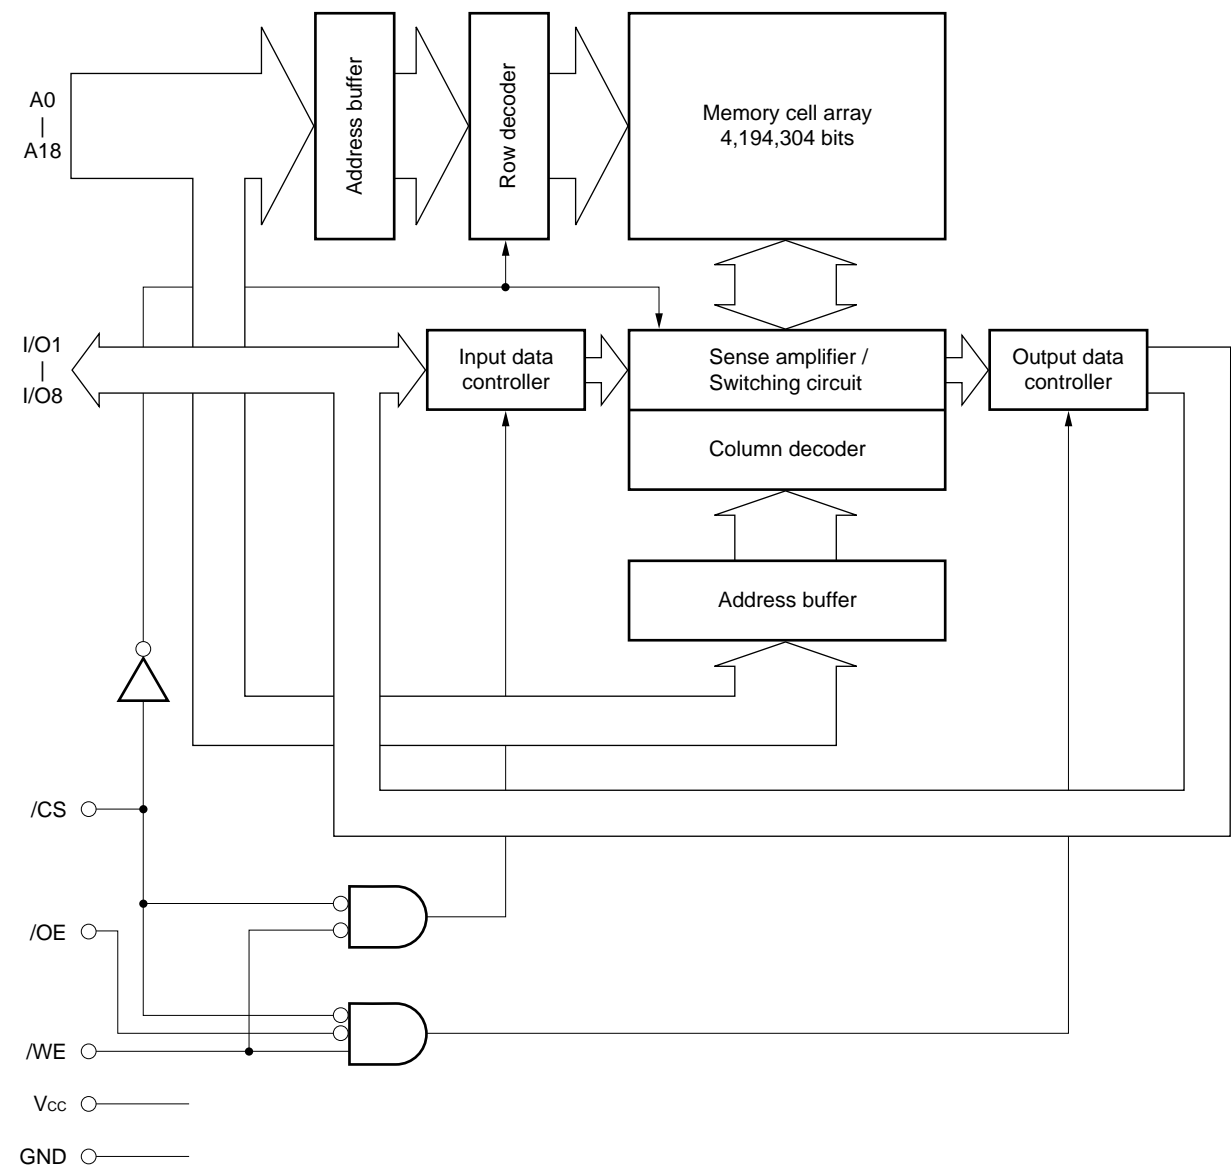 A0
|
A18
Address buffer
Row decoder
Memory cell array
4,194,304 bits
I/O1
|
I/O8
Input data
controller
Sense amplifier /
Switching circuit
Output data
controller
Column decoder
Address buffer
/CS
/OE
/WE
VCC
GND